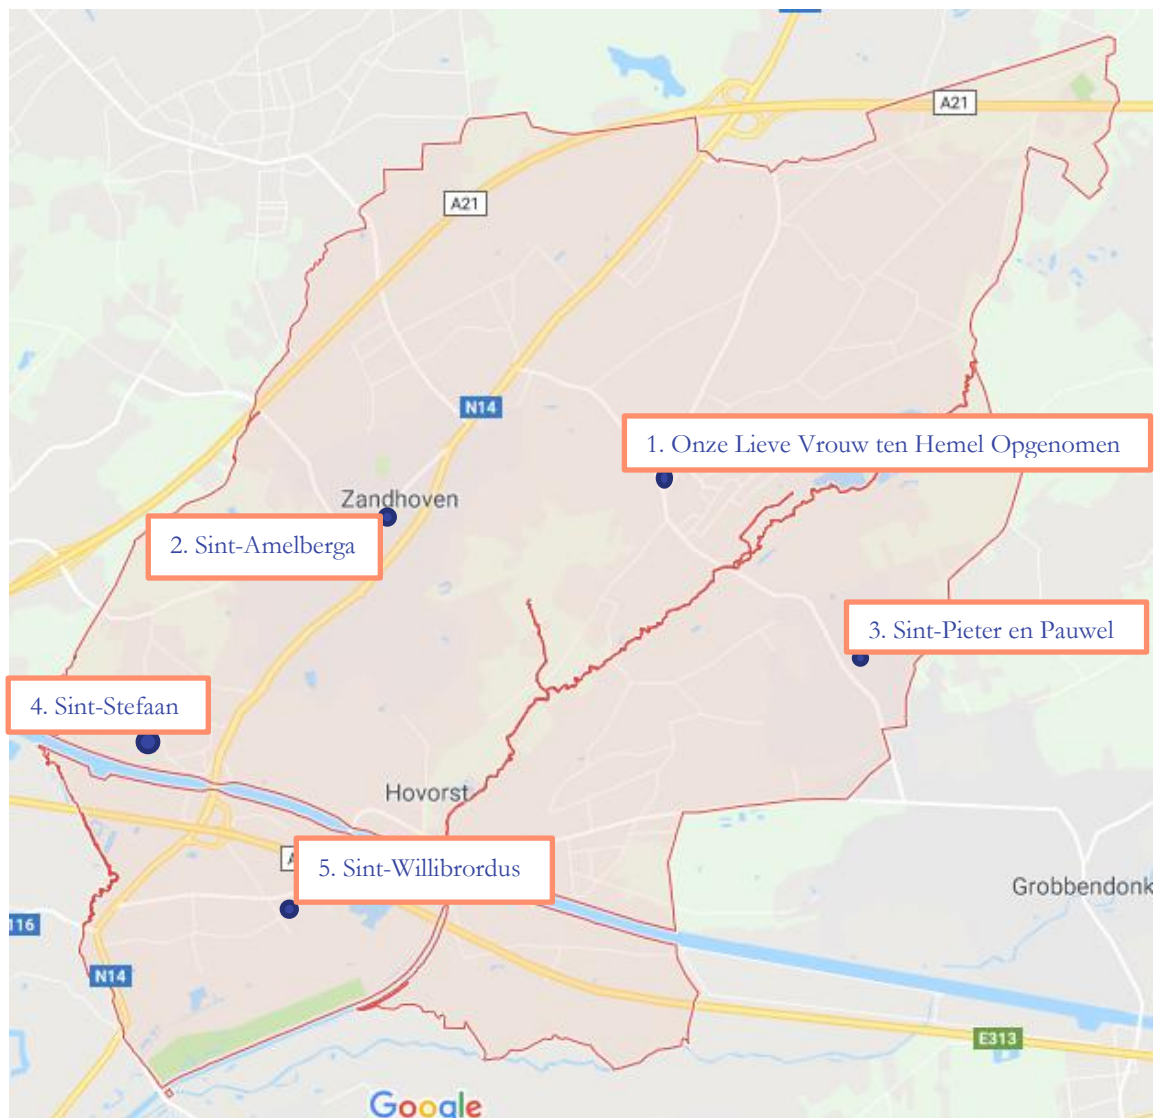 A21
A21
N14
1. Onze Lieve Vrouw ten Hemel Opgenomen
Zandhoven
2. Sint-Amelberga
3. Sint-Pieter en Pauwel
4. Sint-Stefaan
Hovorst
5. Sint-Willibrordus
Grobbendonk
116
N14
E313
Google